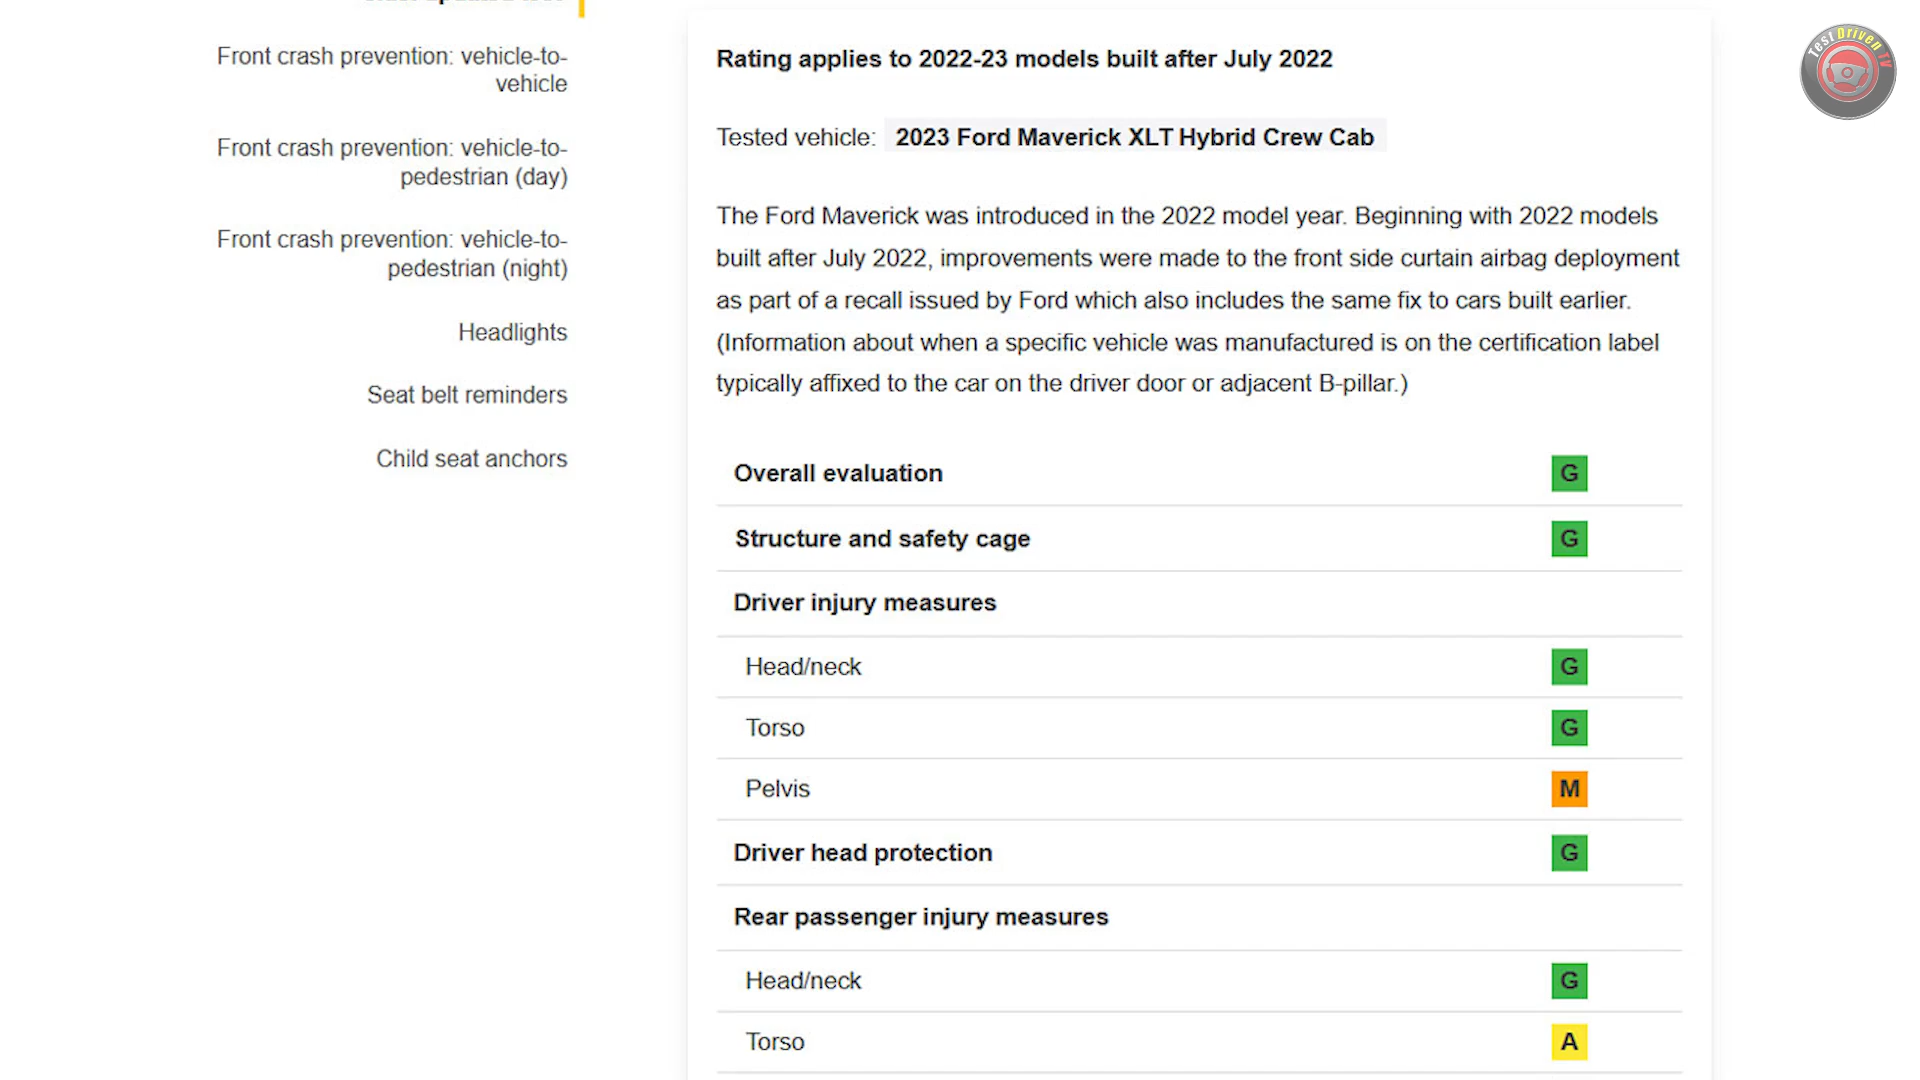 Front crash prevention: vehicle-to-
vehicle
Front crash prevention: vehicle-to-
pedestrian (day)
Front crash prevention: vehicle-to-
pedestrian (night)
Headlights
Seat belt reminders
Child seat anchors
Rating applies to 2022-23 models built after July 2022
Tested vehicle: 2023 Ford Maverick XLT Hybrid Crew Cab
The Ford Maverick was introduced in the 2022 model year. Beginning with 2022 models
built after July 2022, improvements were made to the front side curtain airbag deployment
as part of a recall issued by Ford which also includes the same fix to cars built earlier.
(Information about when a specific vehicle was manufactured is on the certification label
typically affixed to the car on the driver door or adjacent B-pillar.)
Overall evaluation G
Structure and safety cage G
Driver injury measures
Head/neck G
Torso G
Pelvis M
Driver head protection G
Rear passenger injury measures
Head/neck G
Torso A
Test Driven TV